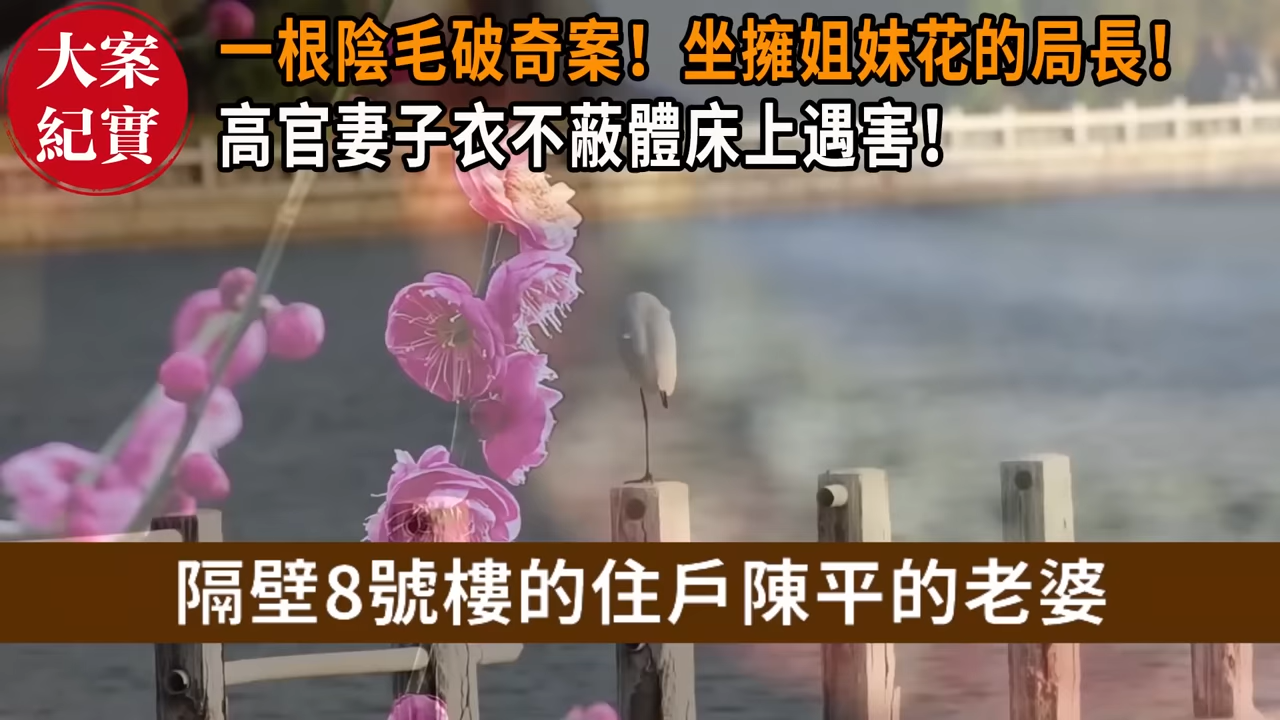 大案
紀實
一根陰毛破奇案！坐擁姐妹花的局長！
高官妻子衣不蔽體床上遇害！
隔壁8號樓的住戶陳平的老婆